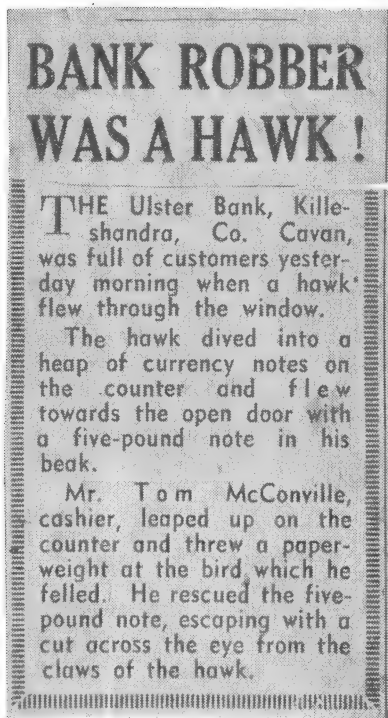 BANK ROBBER
WAS A HAWK !
THE Ulster Bank, Kille-
shandra, Co. Cavan,
was full of customers yester-
day morning when a hawk
flew through the window.
The hawk dived into a
heap of currency notes on
the counter and flew
towards the open door with
a five-pound note in his
beak.
Mr. Tom McConville,
cashier, leaped up on the
counter and threw a paper-
weight at the bird which he
felled. He rescued the five-
pound note, escaping with a
cut across the eye from the
claws of the hawk.